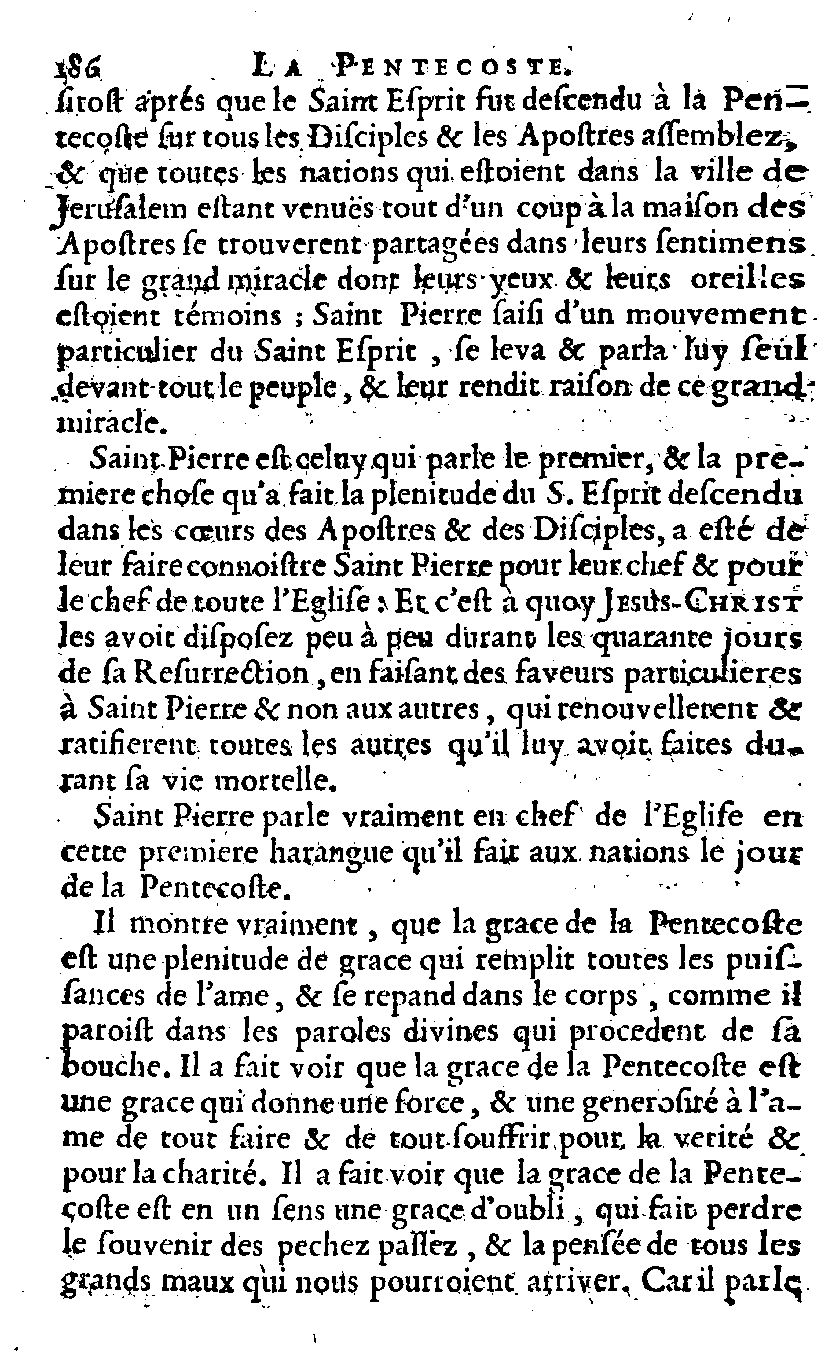 186 LA PENTECOSTE.
ſitoſt aprés que le Saint Eſprit fut deſcendu à la Pen-
tecoſte ſur tous les Diſciples & les Apoſtres aſſemblez,
& que toutes les nations qui eſtoient dans la ville de
Jeruſalem eſtant venuës tout d'un coup à la maiſon des
Apoſtres ſe trouverent partagées dans leurs ſentimens
ſur le grand miracle dont leurs yeux & leurs oreilles
eſtoient témoins ; Saint Pierre ſaiſi d'un mouvement
particulier du Saint Eſprit , ſe leva & parla luy ſeul
devant tout le peuple, & leur rendit raiſon de ce grand
miracle.
Saint Pierre eſt celuy qui parle le premier, & la pre-
miere choſe qu'a fait la plenitude du S. Eſprit deſcendu
dans les cœurs des Apoſtres & des Diſciples, a eſté de
leur faire connoiſtre Saint Pierre pour leur chef & pour
le chef de toute l'Egliſe : Et c'eſt à quoy JESUS-CHRIST
les avoit diſpoſez peu à peu durant les quarante jours
de ſa Reſurrection , en faiſant des faveurs particulieres
à Saint Pierre & non aux autres, qui renouvellerent &
ratifierent toutes les autres qu'il luy avoit faites du-
rant ſa vie mortelle.
Saint Pierre parle vraiment en chef de l'Egliſe en
cette premiere harangue qu'il fait aux nations le jour
de la Pentecoſte.
Il montre vraiment , que la grace de la Pentecoſte
eſt une plenitude de grace qui remplit toutes les puiſ-
ſances de l'ame, & ſe repand dans le corps , comme il
paroiſt dans les paroles divines qui procedent de ſa
bouche. Il a fait voir que la grace de la Pentecoſte eſt
une grace qui donne une force, & une generoſité à l'a-
me de tout faire & de tout ſouffrir pour la verité &
pour la charité. Il a fait voir que la grace de la Pente-
coſte eſt en un ſens une grace d'oubli , qui fait perdre
le ſouvenir des pechez paſſez , & la penſée de tous les
grands maux qui nous pourroient arriver. Car il parle